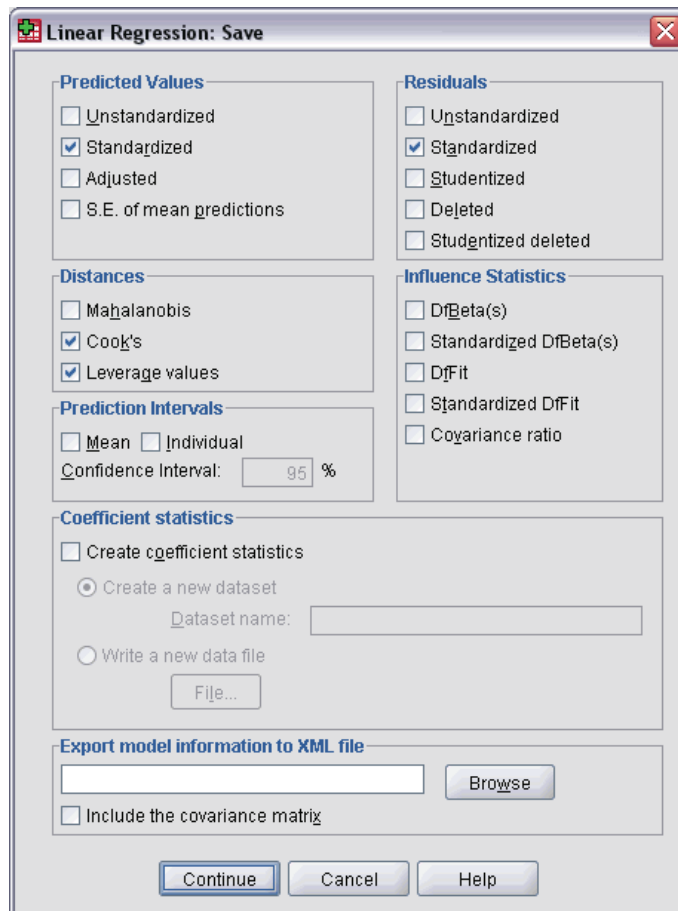 Linear Regression: Save
Predicted Values
Unstandardized
Standardized
Adjusted
S.E. of mean predictions
Residuals
Unstandardized
Standardized
Studentized
Deleted
Studentized deleted
Distances
Mahalanobis
Cook's
Leverage values
Influence Statistics
DfBeta(s)
Standardized DfBeta(s)
DfFit
Standardized DfFit
Covariance ratio
Prediction Intervals
Mean Individual
Confidence Interval: 95 %
Coefficient statistics
Create coefficient statistics
Create a new dataset
Dataset name:
Write a new data file
File...
Export model information to XML file
Browse
Include the covariance matrix
Continue Cancel Help